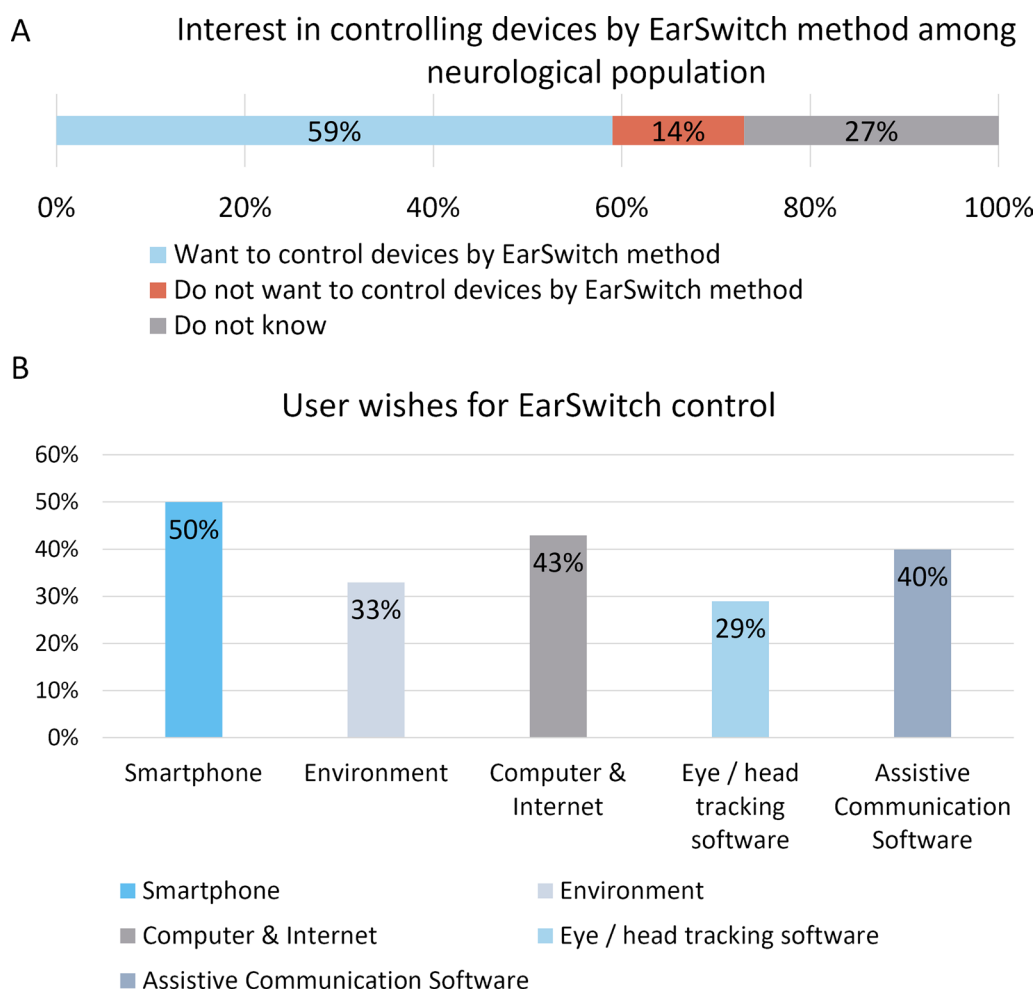 A
Interest in controlling devices by EarSwitch method among
neurological population
59%
14%
27%
0%
20%
40%
60%
80%
100%
Want to control devices by EarSwitch method
Do not want to control devices by EarSwitch method
Do not know
B
User wishes for EarSwitch control
60%
50%
40%
30%
20%
10%
0%
50%
33%
43%
29%
40%
Smartphone
Environment
Computer &
Internet
Eye / head
tracking
software
Assistive
Communication
Software
Smartphone
Environment
Computer & Internet
Eye / head tracking software
Assistive Communication Software